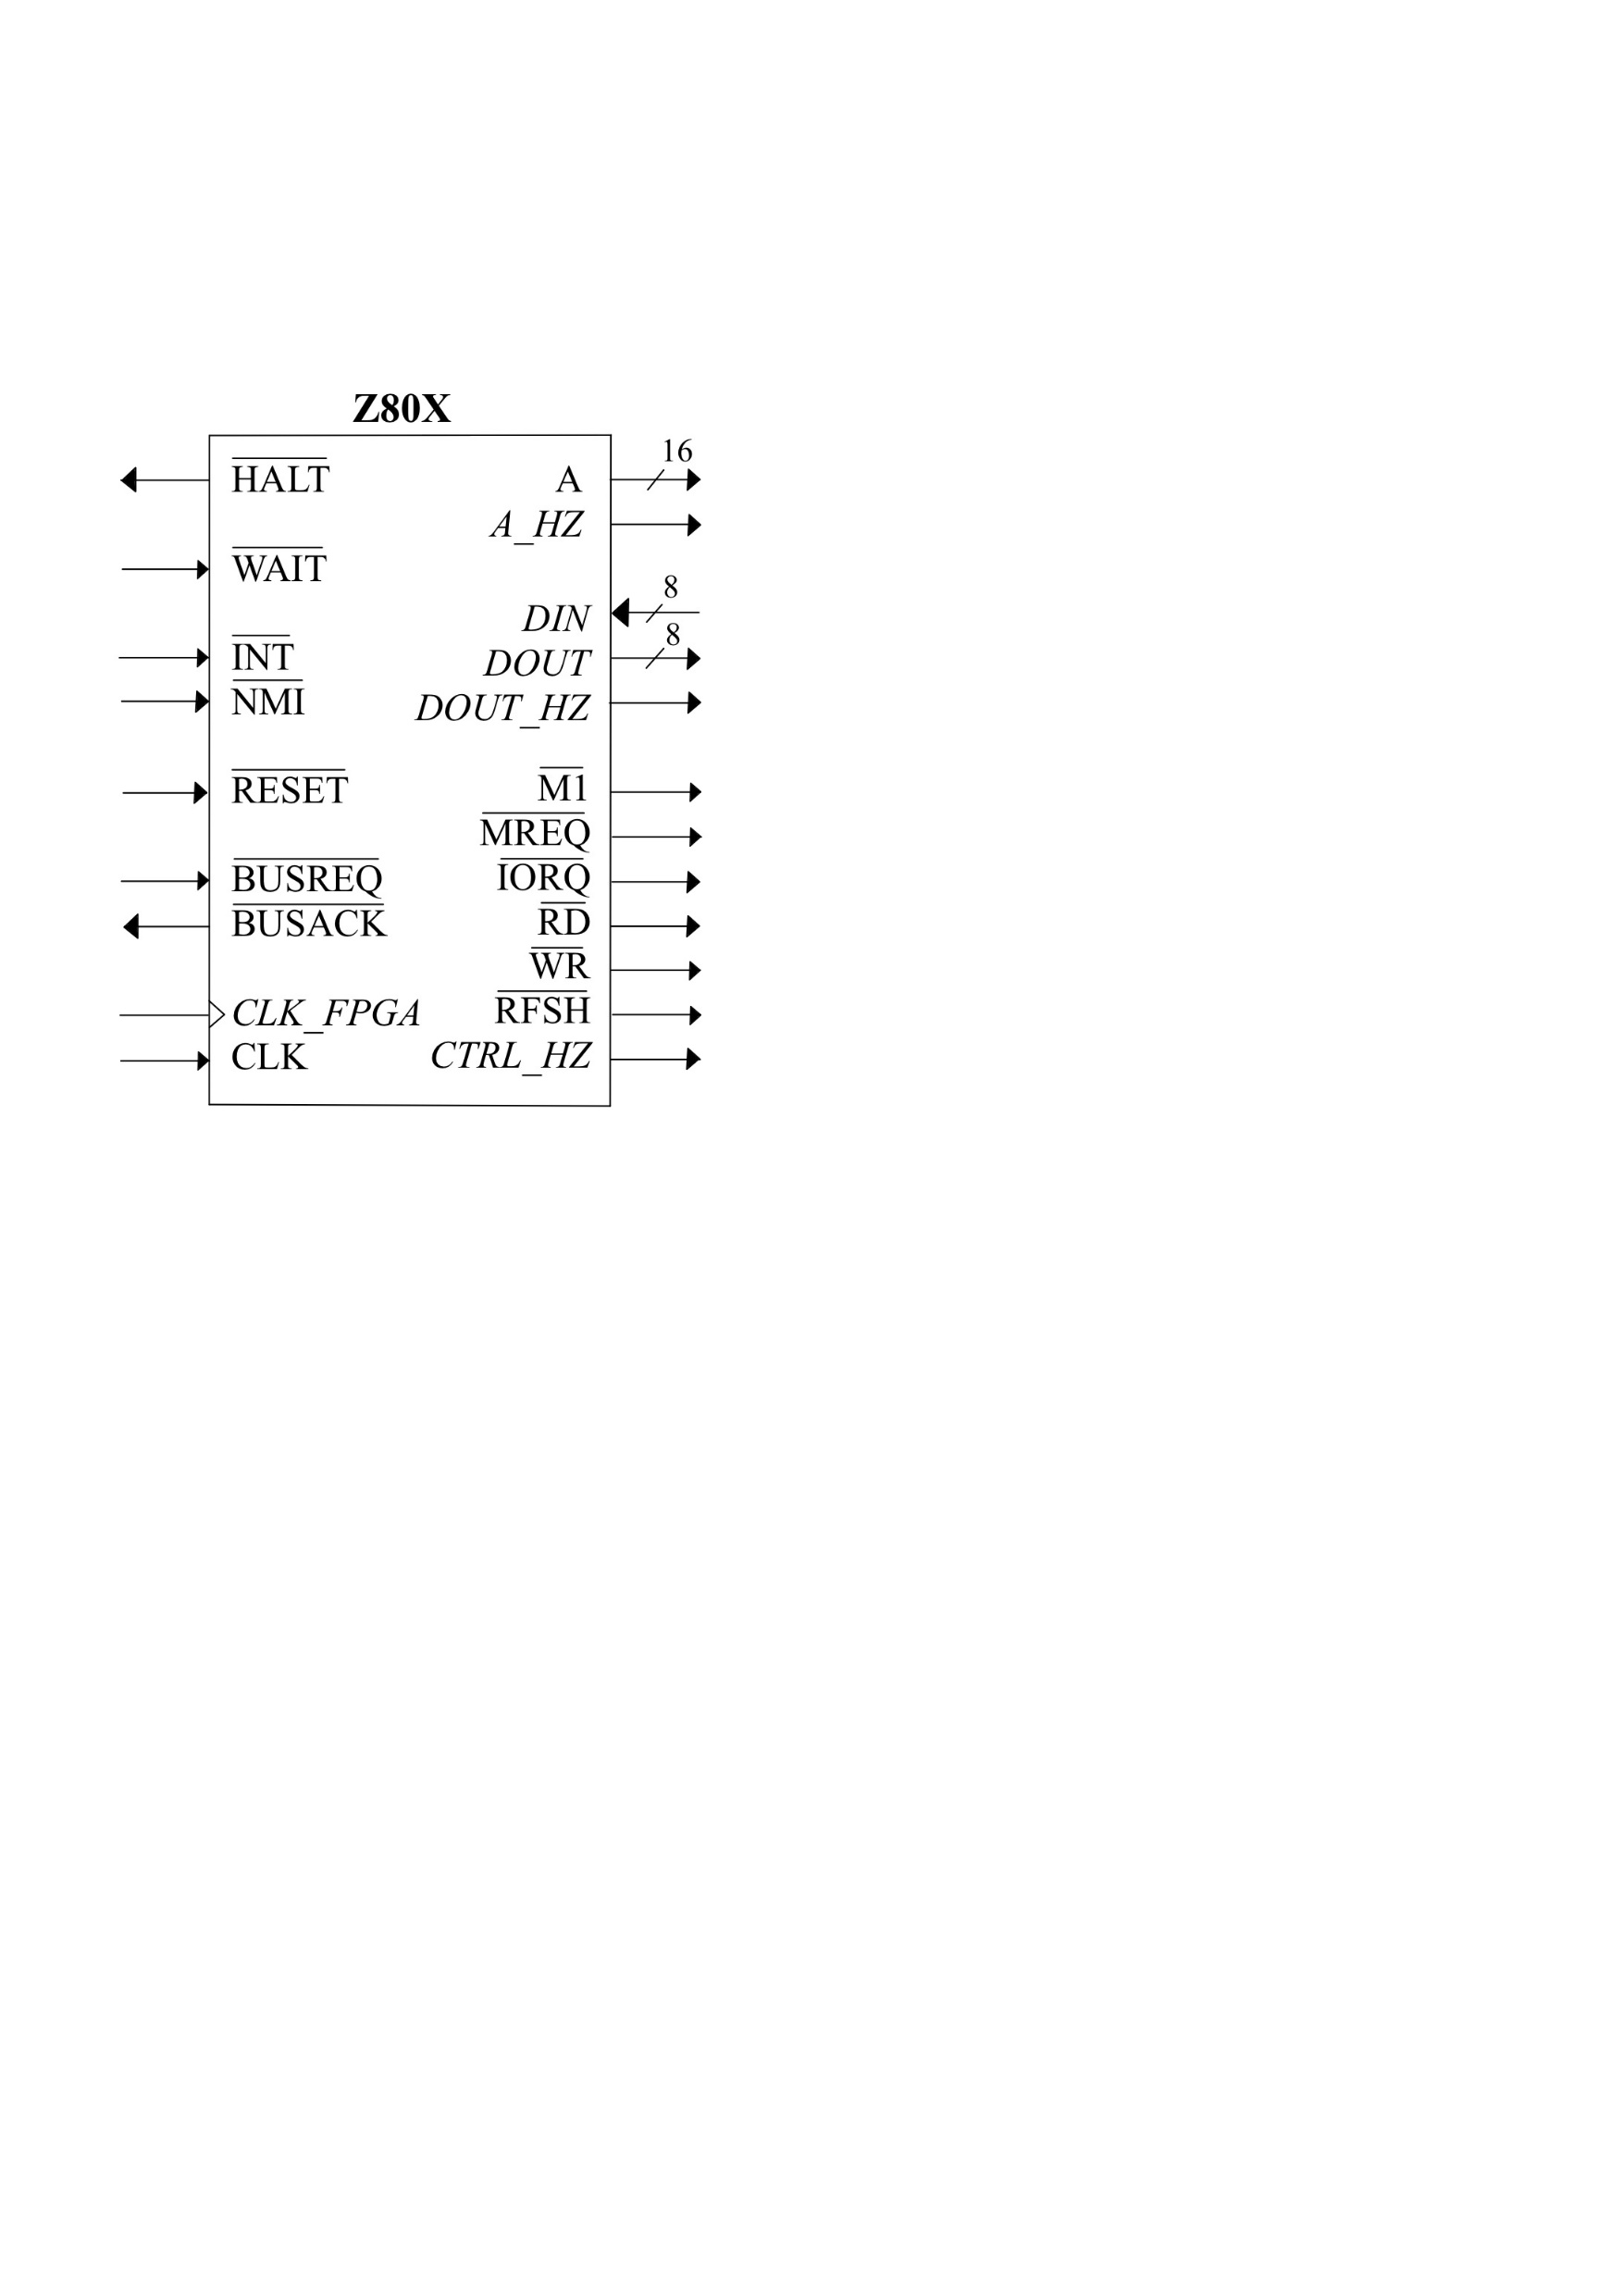 Z80X
16
HALT A
A_HZ
WAIT
8
DIN
8
INT DOUT
NMI DOUT_HZ
RESET M1
MREQ
BUSREQ IORQ
BUSACK RD
WR
CLK_FPGA RFSH
CLK CTRL_HZ